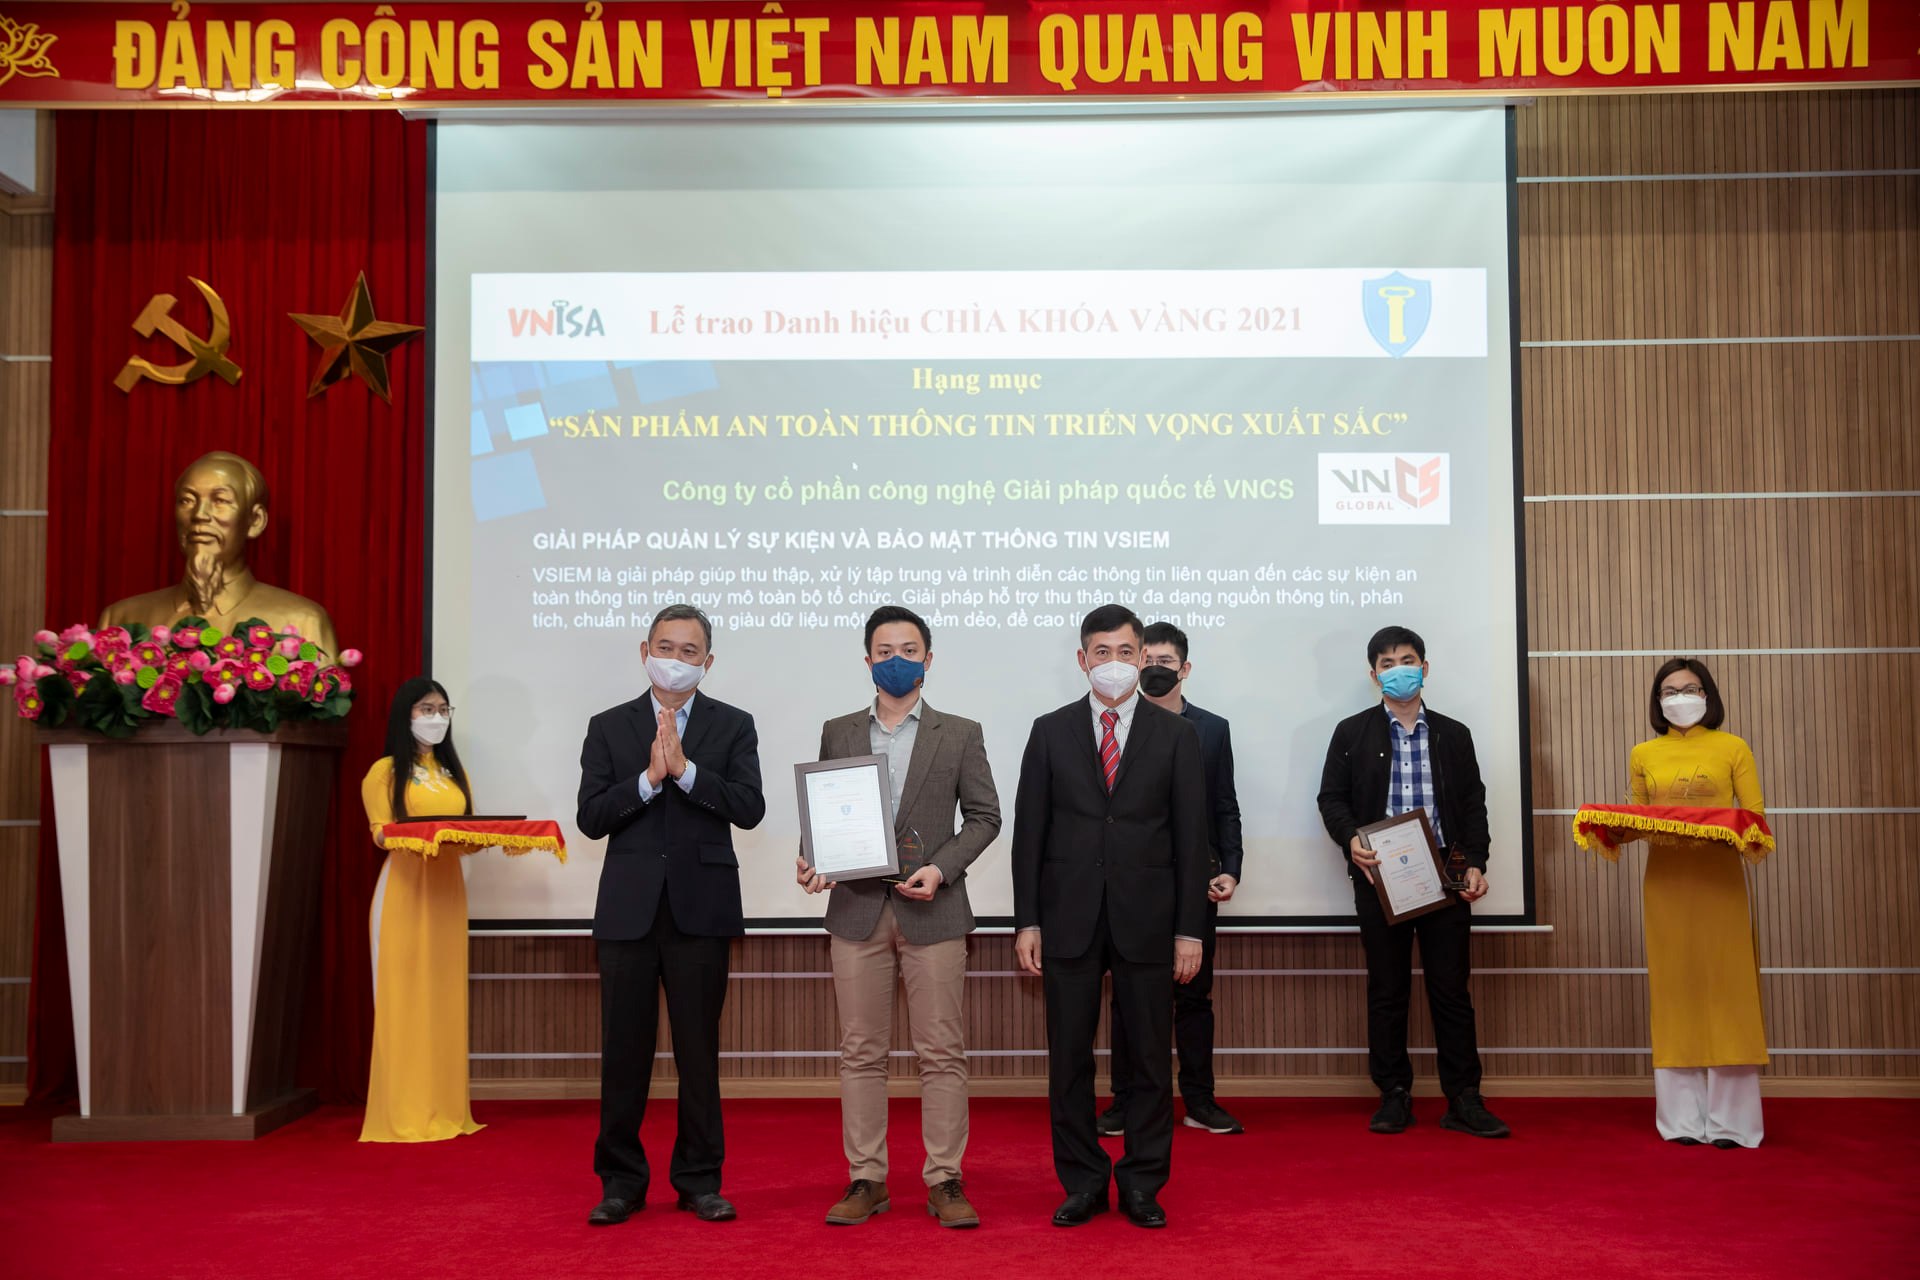 ĐẢNG CỘNG SẢN VIỆT NAM QUANG VINH MUÔN NĂM
VNISA
Lễ trao Danh hiệu CHÌA KHÓA VÀNG 2021
Hạng mục
“SẢN PHẨM AN TOÀN THÔNG TIN TRIỂN VỌNG XUẤT SẮC”
Công ty cổ phần công nghệ Giải pháp quốc tế VNCS
VNCS
GLOBAL
GIẢI PHÁP QUẢN LÝ SỰ KIỆN VÀ BẢO MẬT THÔNG TIN VSIEM
VSIEM là giải pháp giúp thu thập, xử lý tập trung và trình diễn các thông tin liên quan đến các sự kiện an
toàn thông tin trên quy mô toàn bộ tổ chức. Giải pháp hỗ trợ thu thập từ đa dạng nguồn thông tin, phân
tích, chuẩn giàu dữ liệu một mềm dẻo, đề cao gian thực